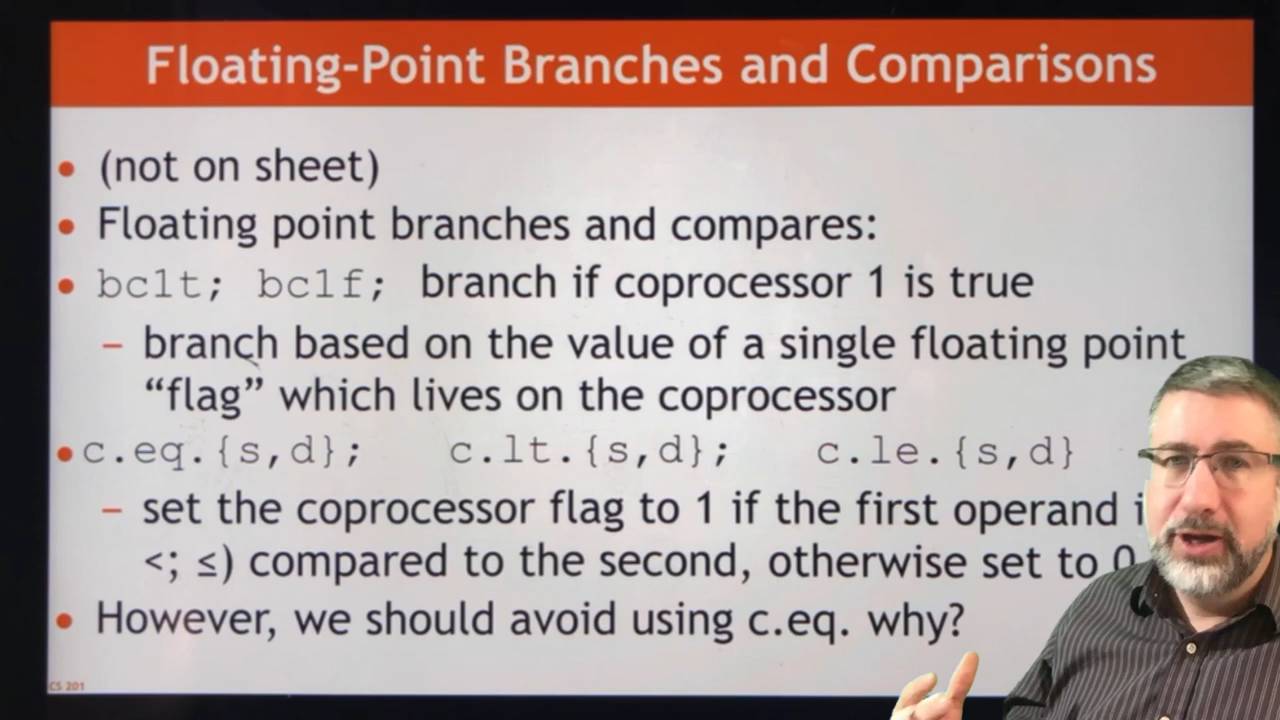 Floating-Point Branches and Comparisons
• (not on sheet)
• Floating point branches and compares:
• bc1t; bc1f; branch if coprocessor 1 is true
– branch based on the value of a single floating point
“flag” which lives on the coprocessor
• c.eq.{s,d}; c.lt.{s,d}; c.le.{s,d}
– set the coprocessor flag to 1 if the first operand
<; ≤) compared to the second, otherwise set to 0
• However, we should avoid using c.eq. why?
CS 201